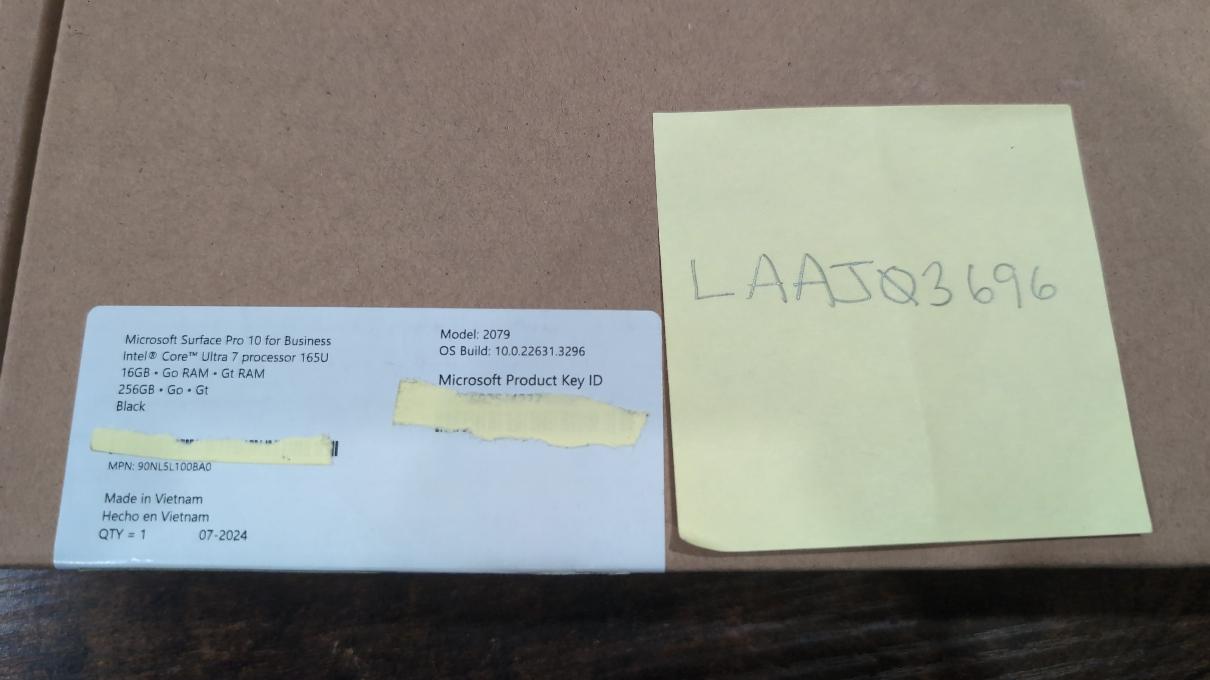 Microsoft Surface Pro 10 for Business
Intel® Core™ Ultra 7 processor 165U
16GB • Go RAM • Gt RAM
256GB • Go • Gt
Black
MPN: 90NL5L100BA0
Made in Vietnam
Hecho en Vietnam
QTY = 1 07-2024
Model: 2079
OS Build: 10.0.22631.3296
Microsoft Product Key ID
LAAJQ3696